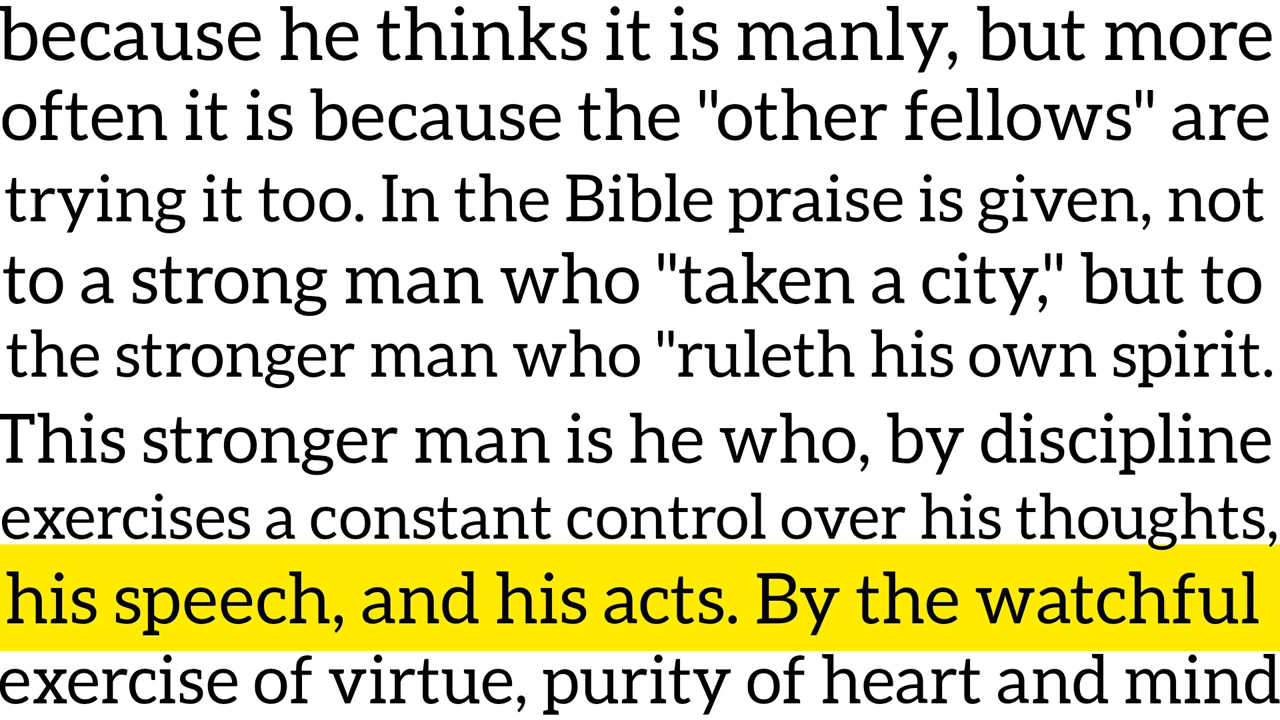 because he thinks it is manly, but more
often it is because the "other fellows" are
trying it too. In the Bible praise is given, not
to a strong man who "taken a city," but to
the stronger man who "ruleth his own spirit.
This stronger man is he who, by discipline
exercises a constant control over his thoughts,
his speech, and his acts. By the watchful
exercise of virtue, purity of heart and mind